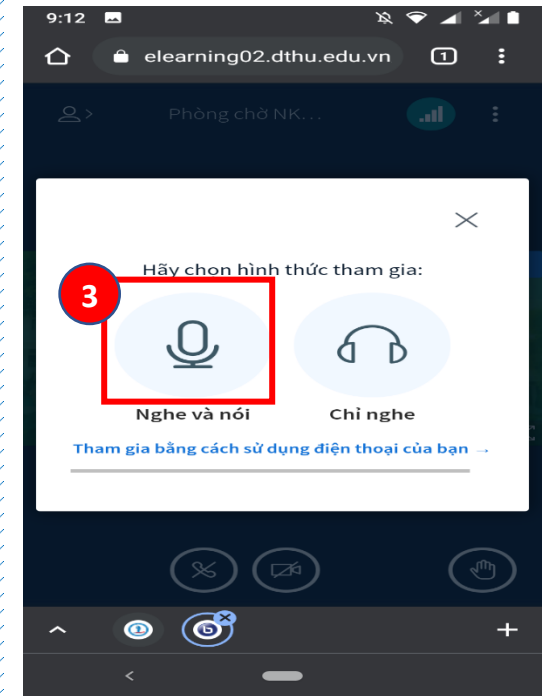 9:12
elearning02.dthu.edu.vn 1
Phòng chờ NK...
Hãy chọn hình thức tham gia:
3
Nghe và nói Chỉ nghe
Tham gia bằng cách sử dụng điện thoại của bạn →